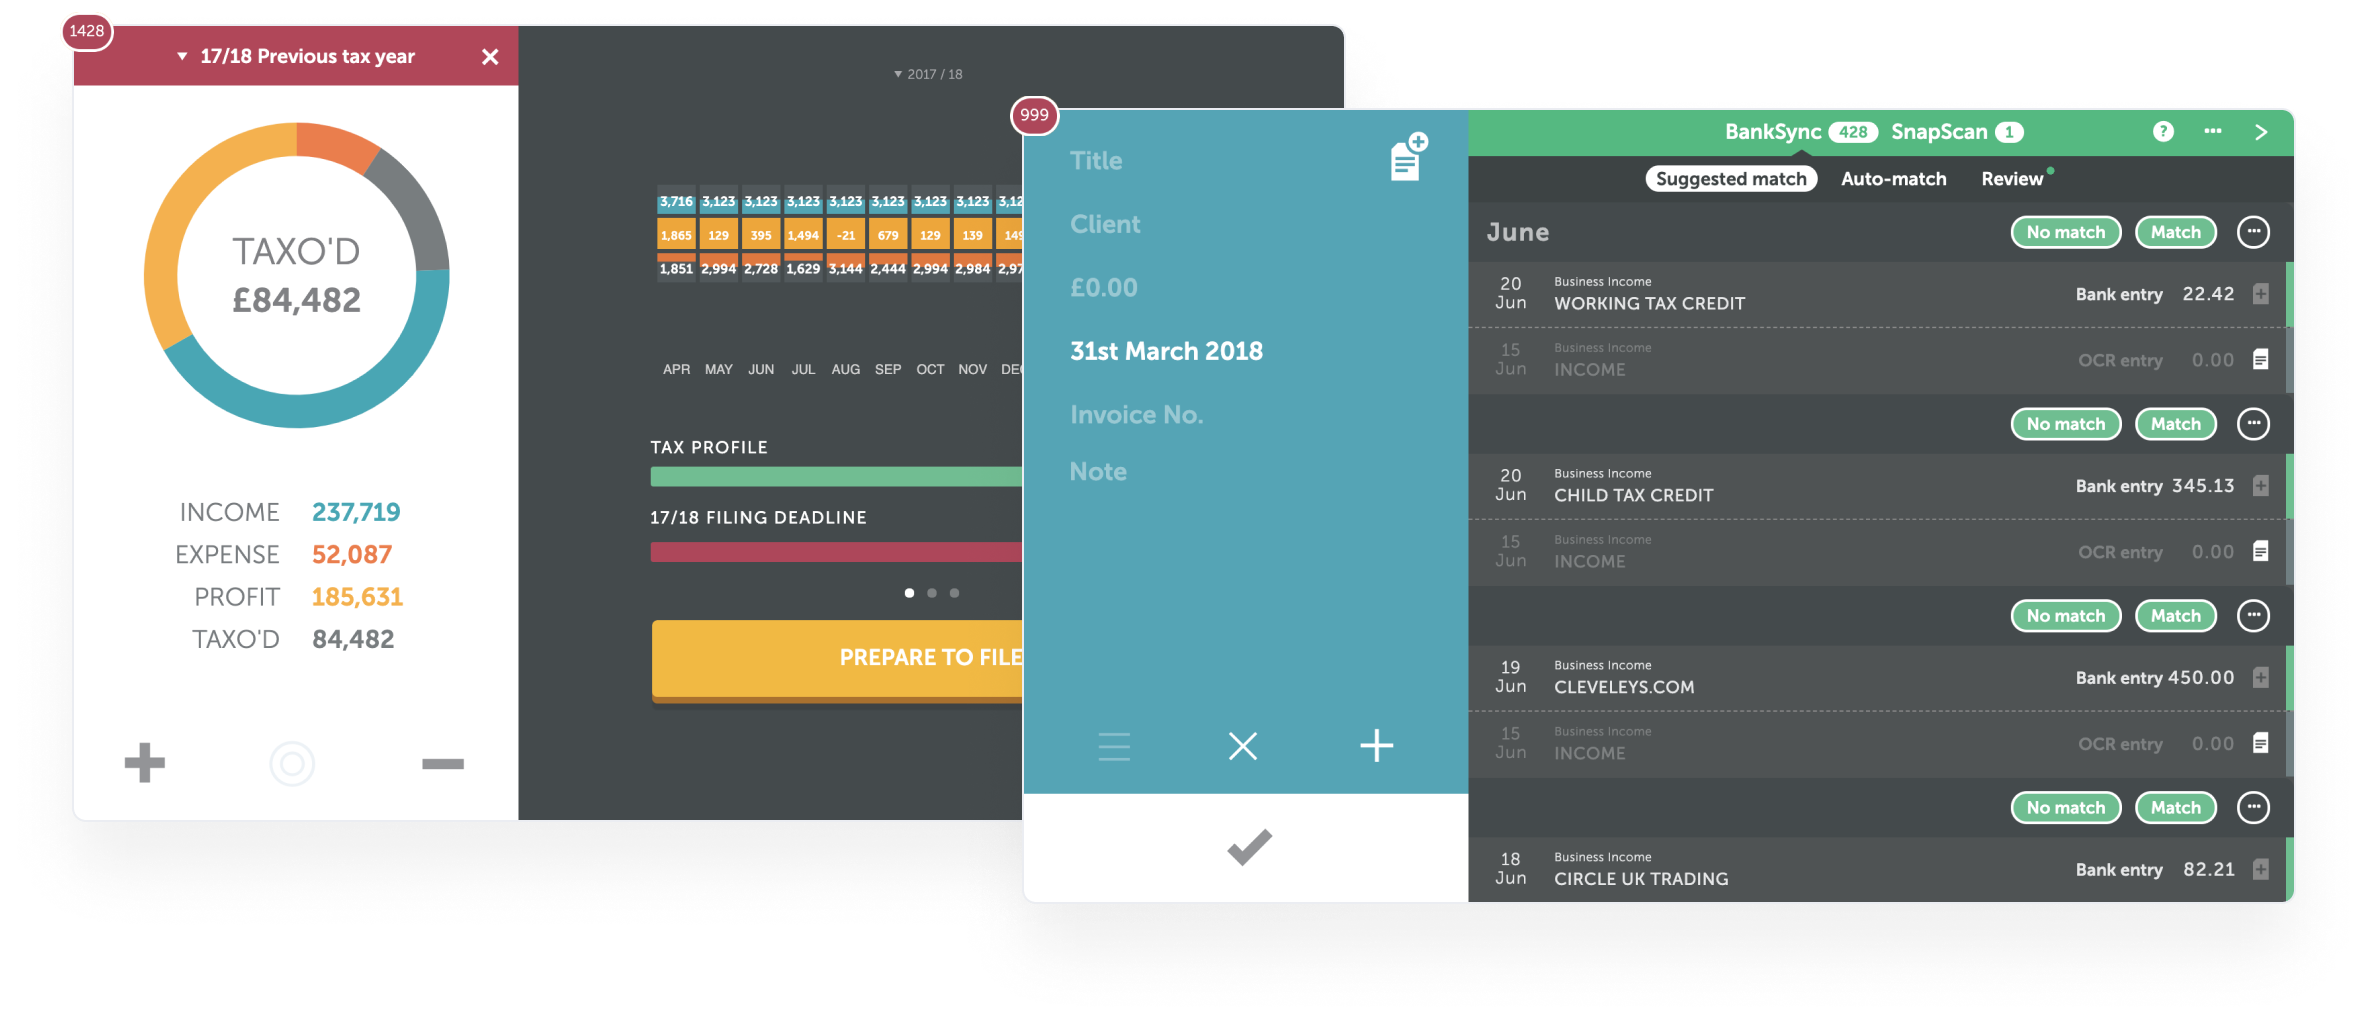 1428
17/18 Previous tax year
TAXO'D
£84,482
INCOME 237,719
EXPENSE 52,087
PROFIT 185,631
TAXO'D 84,482
2017 / 18
3,716 3,123 3,123 3,123 3,123 3,123 3,123 3,123
1,865 129 395 1,494 -21 679 129 139
1,851 2,994 2,728 1,629 3,144 2,444 2,994 2,984
APR MAY JUN JUL AUG SEP OCT NOV
TAX PROFILE
17/18 FILING DEADLINE
PREPARE TO FILE
999
Title
Client
£0.00
31st March 2018
Invoice No.
Note
BankSync 428 SnapScan 1 ?
Suggested match Auto-match Review
June No match Match
20 Jun Business Income
WORKING TAX CREDIT Bank entry 22.42
15 Jun Business Income
INCOME OCR entry 0.00
No match Match
20 Jun Business Income
CHILD TAX CREDIT Bank entry 345.13
15 Jun Business Income
INCOME OCR entry 0.00
No match Match
19 Jun Business Income
CLEVELEYS.COM Bank entry 450.00
15 Jun Business Income
INCOME OCR entry 0.00
No match Match
18 Jun Business Income
CIRCLE UK TRADING Bank entry 82.21